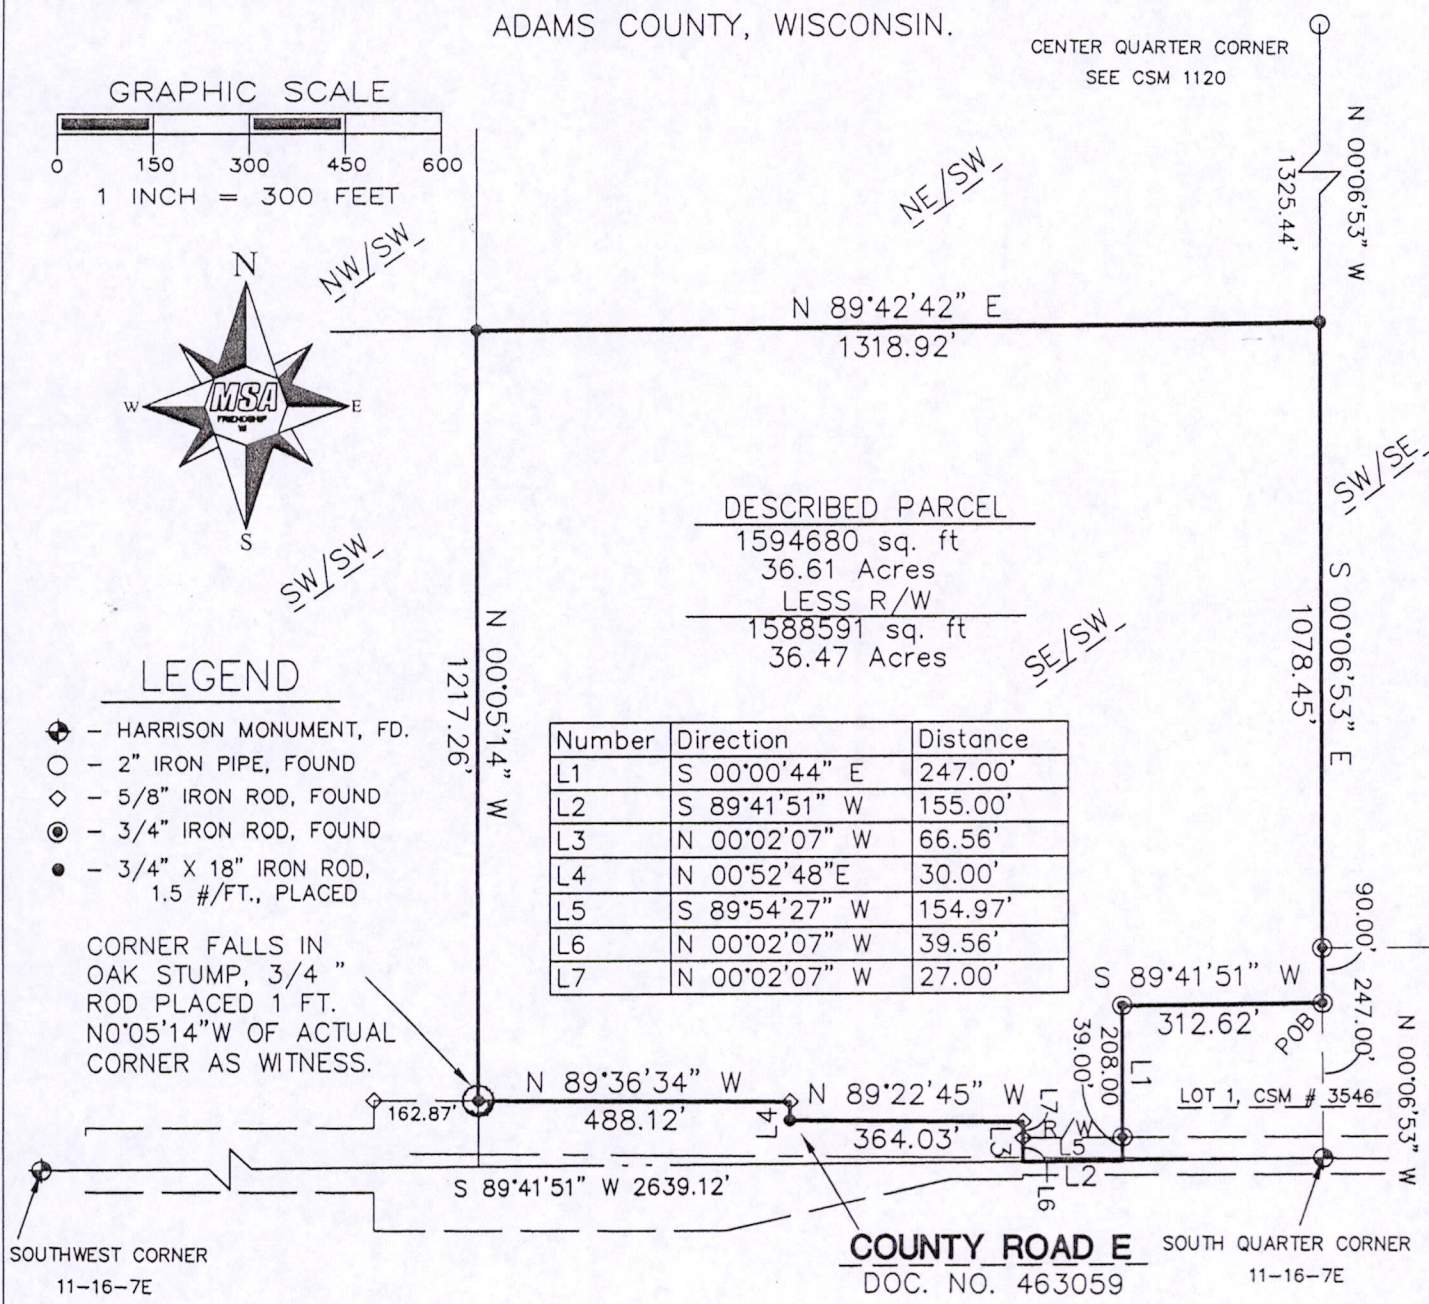 ADAMS COUNTY, WISCONSIN.
CENTER QUARTER CORNER
SEE CSM 1120
GRAPHIC SCALE
0 150 300 450 600
1 INCH = 300 FEET
N 00°06'53" W
1325.44'
NE/SW
NW/SW
N
W
E
S
MSA
FRIENDSHIP
WI
N 89°42'42" E
1318.92'
SW/SE
SW/SW
DESCRIBED PARCEL
1594680 sq. ft
36.61 Acres
LESS R/W
1588591 sq. ft
36.47 Acres
SE/SW
S 00°06'53" E
1078.45'
N 00°05'14" W
1217.26'
LEGEND
– HARRISON MONUMENT, FD.
– 2" IRON PIPE, FOUND
– 5/8" IRON ROD, FOUND
– 3/4" IRON ROD, FOUND
– 3/4" X 18" IRON ROD,
1.5 #/FT., PLACED
Number Direction Distance
L1 S 00°00'44" E 247.00'
L2 S 89°41'51" W 155.00'
L3 N 00°02'07" W 66.56'
L4 N 00°52'48"E 30.00'
L5 S 89°54'27" W 154.97'
L6 N 00°02'07" W 39.56'
L7 N 00°02'07" W 27.00'
CORNER FALLS IN
OAK STUMP, 3/4 "
ROD PLACED 1 FT.
N0°05'14"W OF ACTUAL
CORNER AS WITNESS.
90.00'
S 89°41'51" W
312.62'
POB
247.00'
N 00°06'53" W
39.00'
208.00
L1
LOT 1, CSM # 3546
N 89°36'34" W
488.12'
162.87'
L4
N 89°22'45" W
364.03'
L7
R/W
L3
L5
L2
L6
S 89°41'51" W 2639.12'
SOUTHWEST CORNER
11-16-7E
COUNTY ROAD E
DOC. NO. 463059
SOUTH QUARTER CORNER
11-16-7E